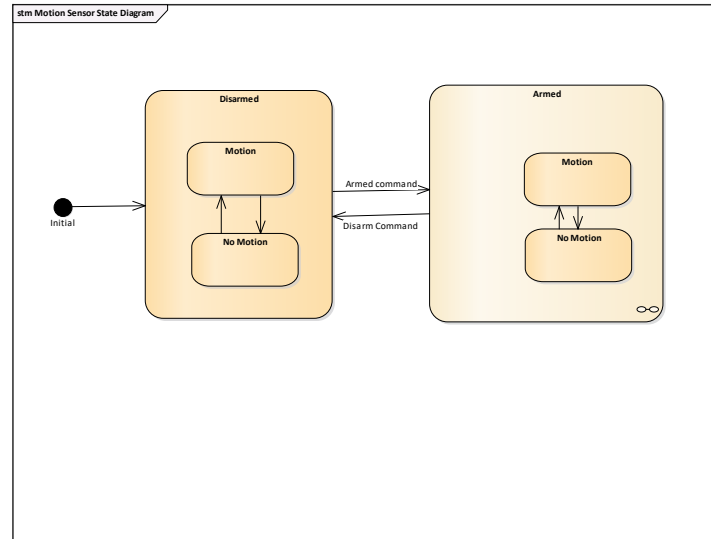 stm Motion Sensor State Diagram
Disarmed
Motion
No Motion
Initial
Armed command
Disarm Command
Armed
Motion
No Motion